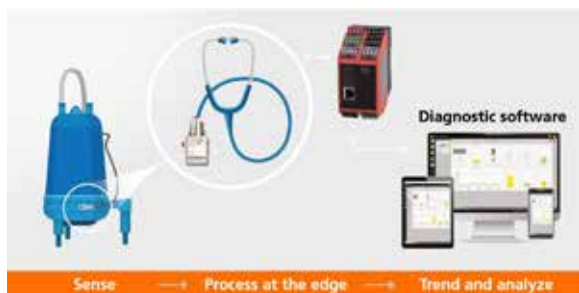 Diagnostic software
Sense → Process at the edge → Trend and analyze